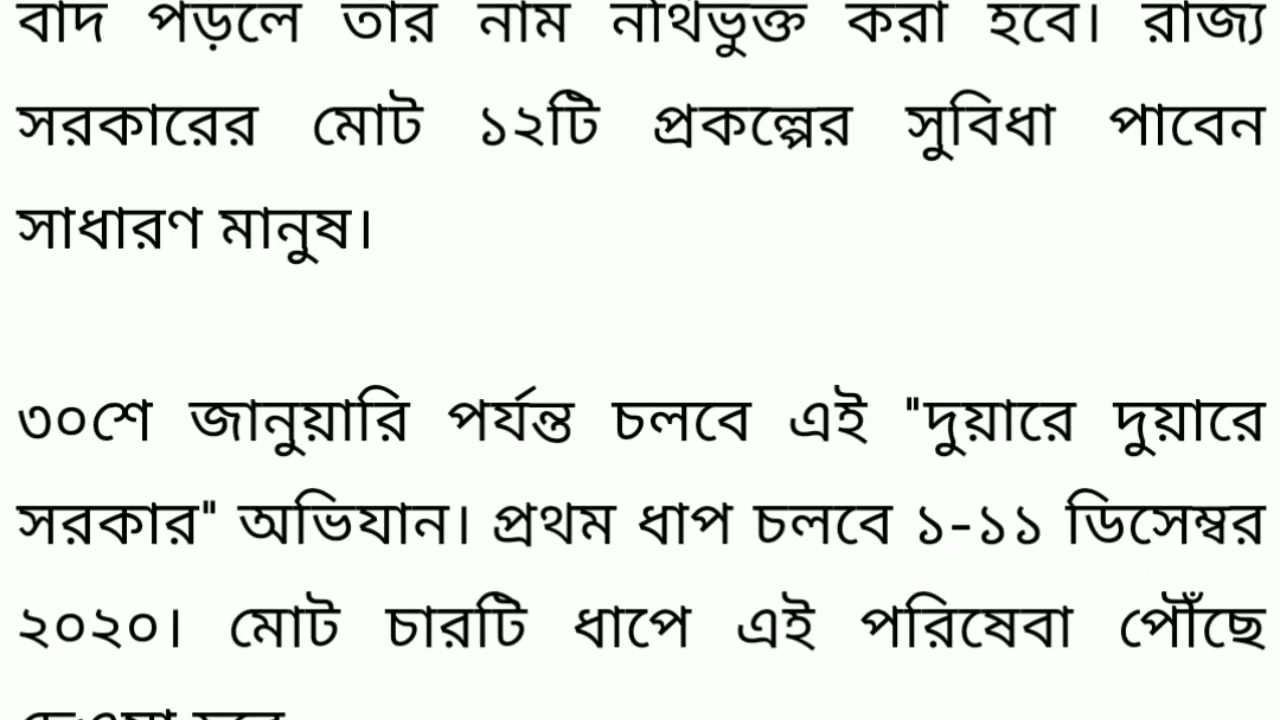 বাদ পড়লে তার নাম নথিভুক্ত করা হবে। রাজ্য
সরকারের মোট ১২টি প্রকল্পের সুবিধা পাবেন
সাধারণ মানুষ।
৩০শে জানুয়ারি পর্যন্ত চলবে এই "দুয়ারে দুয়ারে
সরকার" অভিযান। প্রথম ধাপ চলবে ১-১১ ডিসেম্বর
২০২০। মোট চারটি ধাপে এই পরিষেবা পৌঁছে